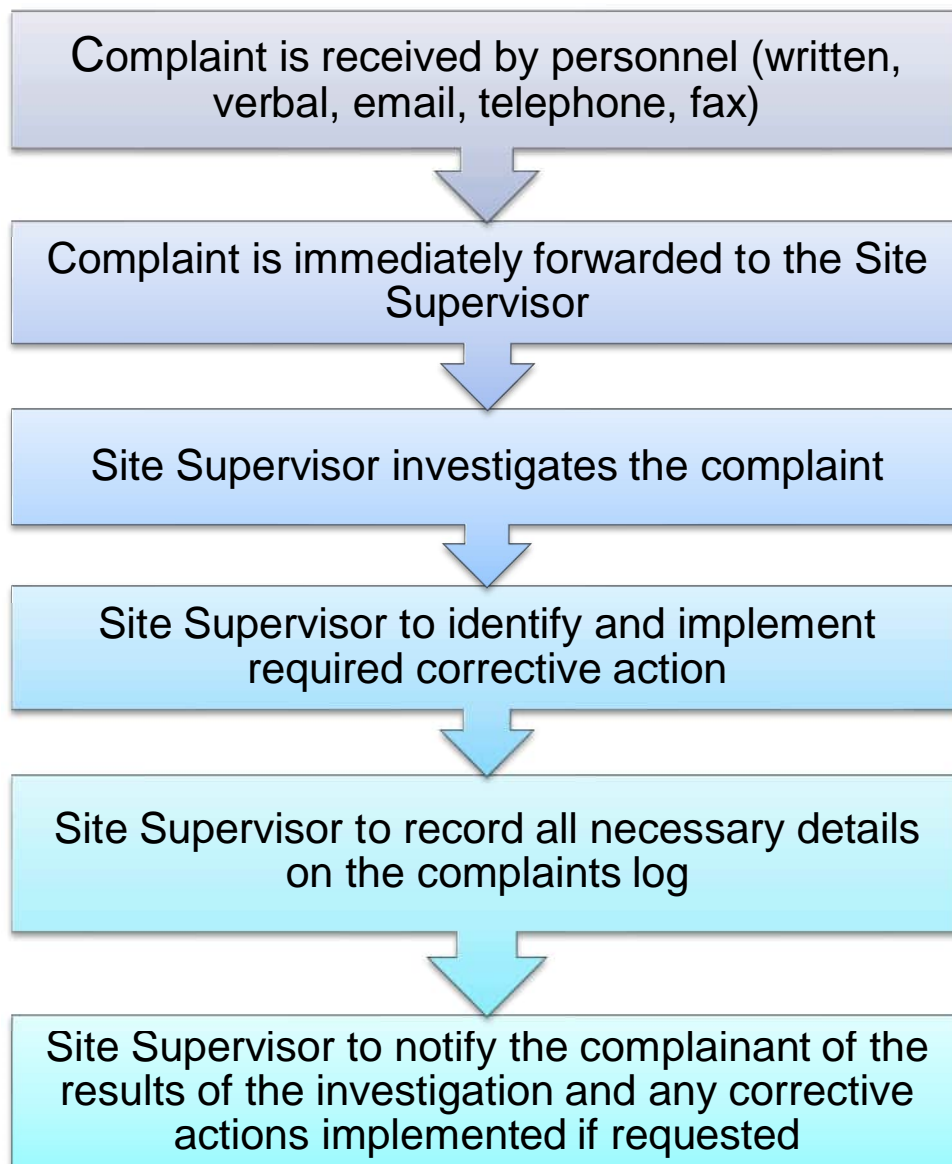 Complaint is received by personnel (written,
verbal, email, telephone, fax)
Complaint is immediately forwarded to the Site
Supervisor
Site Supervisor investigates the complaint
Site Supervisor to identify and implement
required corrective action
Site Supervisor to record all necessary details
on the complaints log
Site Supervisor to notify the complainant of the
results of the investigation and any corrective
actions implemented if requested